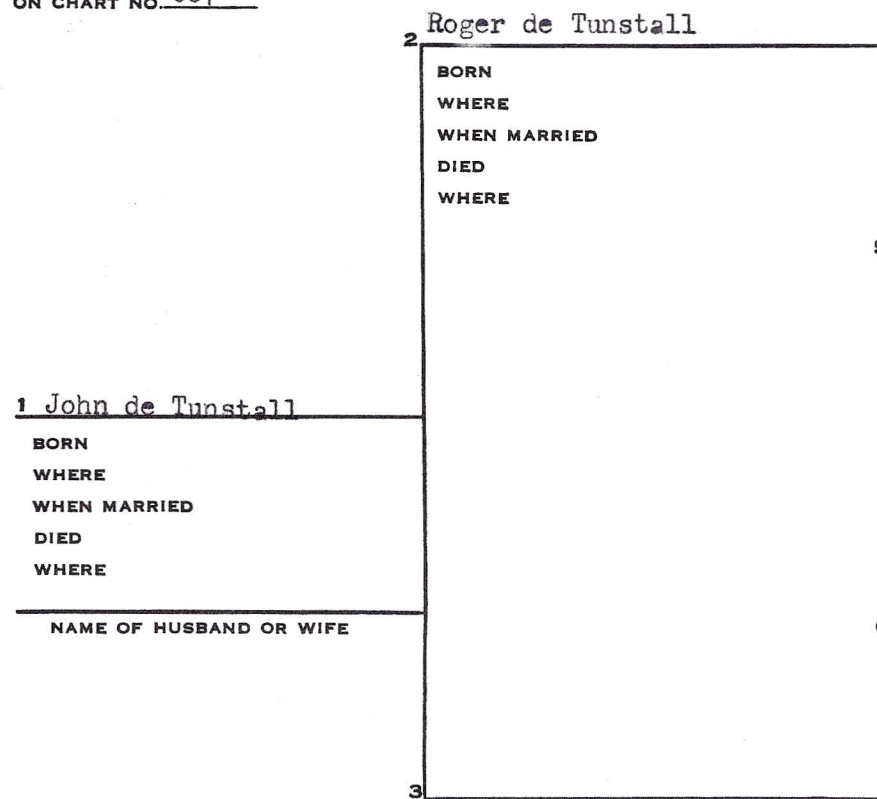 ON CHART NO.
2 Roger de Tunstall
BORN
WHERE
WHEN MARRIED
DIED
WHERE
1 John de Tunstall
BORN
WHERE
WHEN MARRIED
DIED
WHERE
NAME OF HUSBAND OR WIFE
3